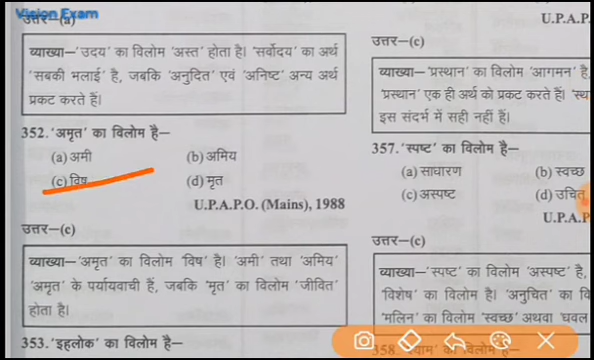 Vision Exam
उत्तर—(a)
व्याख्या—'उदय' का विलोम 'अस्त' होता है। 'सर्वोदय' का अर्थ
'सबकी भलाई' है, जबकि 'अनुदित' एवं 'अनिष्ट' अन्य अर्थ
प्रकट करते हैं।
352. 'अमृत' का विलोम है—
(a) अमी (b) अमिय
(c) विष (d) मृत
U.P.A.P.O. (Mains), 1988
उत्तर—(c)
व्याख्या—'अमृत' का विलोम 'विष' है। 'अमी' तथा 'अमिय'
'अमृत' के पर्यायवाची हैं, जबकि 'मृत' का विलोम 'जीवित'
होता है।
353. 'इहलोक' का विलोम है—
U.P.A.P.
उत्तर—(c)
व्याख्या—'प्रस्थान' का विलोम 'आगमन' है
'प्रस्थान' एक ही अर्थ को प्रकट करते हैं। 'स्था
इस संदर्भ में सही नहीं हैं।
357. 'स्पष्ट' का विलोम है—
(a) साधारण (b) स्वच्छ
(c) अस्पष्ट (d) उचित
U.P.A.P
उत्तर—(c)
व्याख्या—'स्पष्ट' का विलोम 'अस्पष्ट' है,
'विशेष' का विलोम है। 'अनुचित' का वि
'मलिन' का विलोम 'स्वच्छ' अथवा 'धवल
358. का विलोम है—